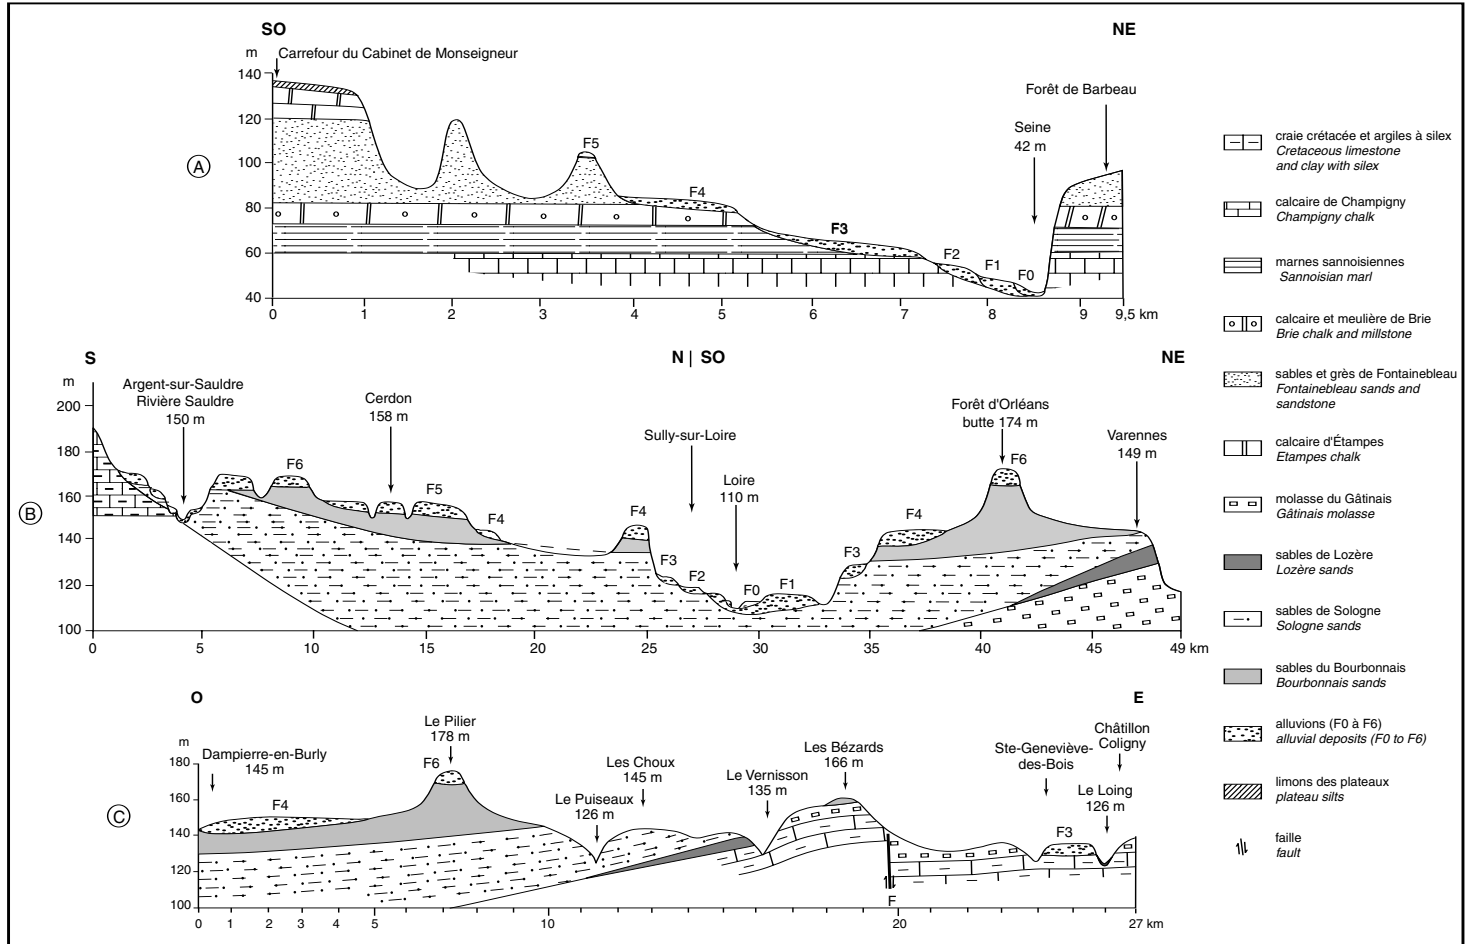 SO
NE
m
Carrefour du Cabinet de Monseigneur
140
120
100
80
60
40
A
F5
F4
F3
F2
F1
F0
Seine
42 m
Forêt de Barbeau
0
1
2
3
4
5
6
7
8
9
9,5 km
S
N | SO
NE
m
200
180
160
140
120
100
B
Argent-sur-Sauldre
Rivière Sauldre
150 m
Cerdon
158 m
Sully-sur-Loire
Loire
110 m
Forêt d'Orléans
butte 174 m
Varennes
149 m
F6
F5
F4
F4
F3
F2
F0
F1
F3
F4
F6
0
5
10
15
20
25
30
35
40
45
49 km
O
E
m
180
160
140
120
100
C
Dampierre-en-Burly
145 m
Le Pilier
178 m
Les Choux
145 m
Le Puiseaux
126 m
Le Vernisson
135 m
Les Bézards
166 m
Ste-Geneviève-
des-Bois
Châtillon
Coligny
Le Loing
126 m
F4
F6
F3
F
0
1
2
3
4
5
10
20
27 km
craie crétacée et argiles à silex
Cretaceous limestone
and clay with silex
calcaire de Champigny
Champigny chalk
marnes sannoisiennes
Sannoisian marl
calcaire et meulière de Brie
Brie chalk and millstone
sables et grès de Fontainebleau
Fontainebleau sands and
sandstone
calcaire d'Étampes
Etampes chalk
molasse du Gâtinais
Gâtinais molasse
sables de Lozère
Lozère sands
sables de Sologne
Sologne sands
sables du Bourbonnais
Bourbonnais sands
alluvions (F0 à F6)
alluvial deposits (F0 to F6)
limons des plateaux
plateau silts
faille
fault